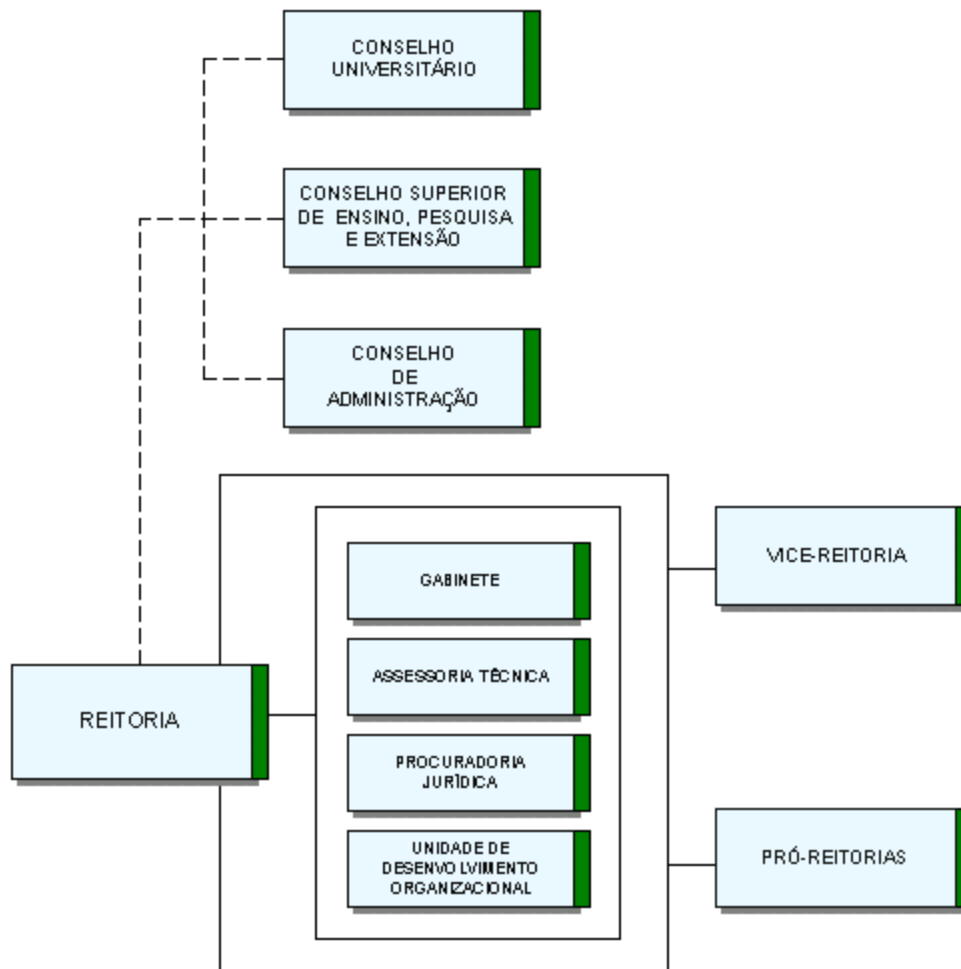 CONSELHO
UNIVERSITÁRIO
CONSELHO SUPERIOR
DE ENSINO, PESQUISA
E EXTENSÃO
CONSELHO
DE
ADMINISTRAÇÃO
GABINETE
ASSESSORIA TÉCNICA
PROCURADORIA
JURÍDICA
UNIDADE DE
DESENVOLVIMENTO
ORGANIZACIONAL
REITORIA
VICE-REITORIA
PRÓ-REITORIAS